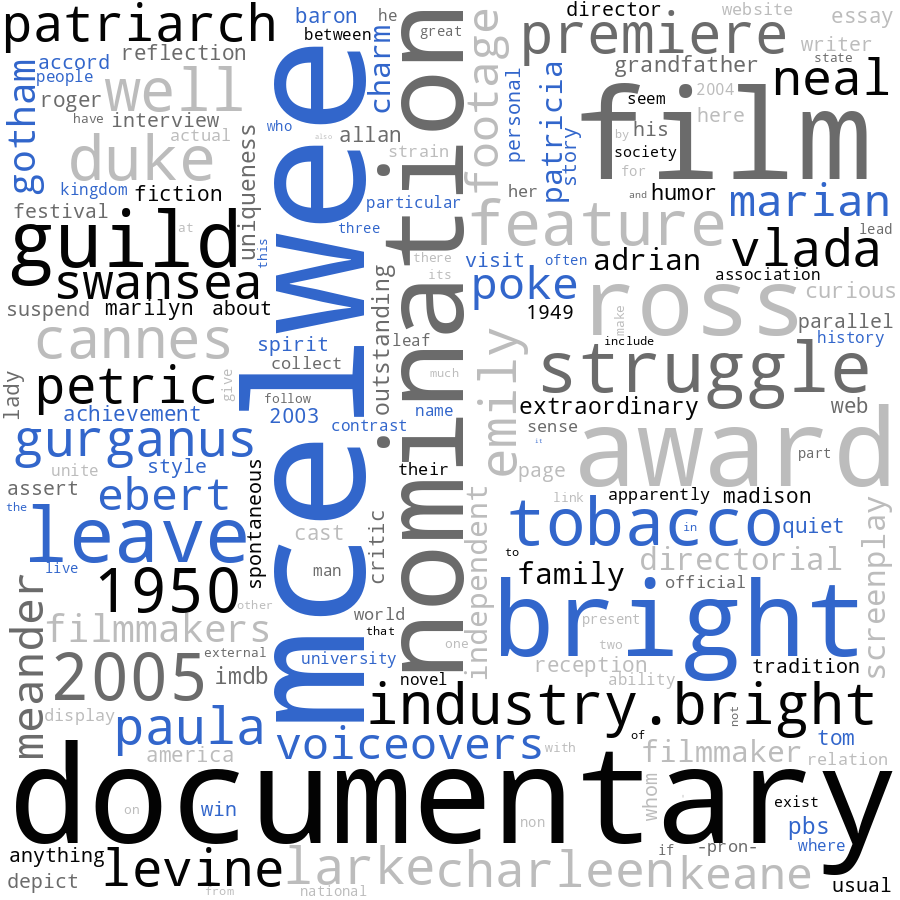 patriarch
baron
he
between
great
director
website
essay
premiere
writer
state
reflection
accord
people
charm
grandfather
neal
footage
personal
patricia
story
seem
2004
here
well
roger
have
interview
actual
who
also
allan
strain
film
by
his
society
for
gotham
duke
uniqueness
kingdom
fiction
her
and
humor
marian
particular
festival
at
this
three
feature
lead
guild
mcelwee
nomination
swansea
there
its
visit
often
adrian
vlada
association
poke
ross
curious
suspend
marilyn
about
outstanding
1949
make
parallel
history
cannes
spirit
leaf
include
collect
emily
struggle
lady
petric
give
much
follow
2003
name
contrast
extraordinary
web
achievement
gurganus
sense
it
award
part
unite
style
their
page
assert
ebert
spontaneous
link
apparently
madison
the
leave
cast
critic
independent
tobacco
in
quiet
screenplay
live
1950
man
to
family
directorial
official
meander
other
filmmakers
world
that
one
bright
present
two
2005
external
imdb
university
reception
tradition
novel
ability
display
paula
industry.bright
not
america
voiceovers
with
of
filmmaker
tom
relation
documentary
whom
on
win
non
exist
pbs
where
anything
levine
larke
charleen
if
-pron-
keane
depict
from
national
usual